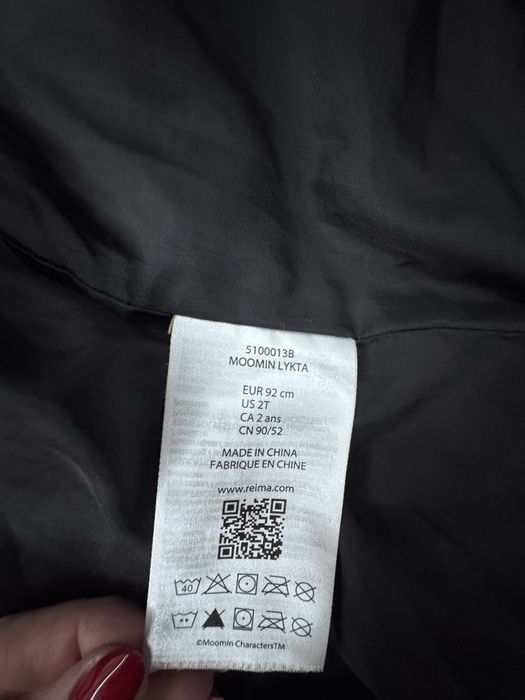 5100013B
MOOMIN LYKTA
EUR 92 cm
US 2T
CA 2 ans
CN 90/52
MADE IN CHINA
FABRIQUE EN CHINE
www.reima.com
40
©Moomin Characters™